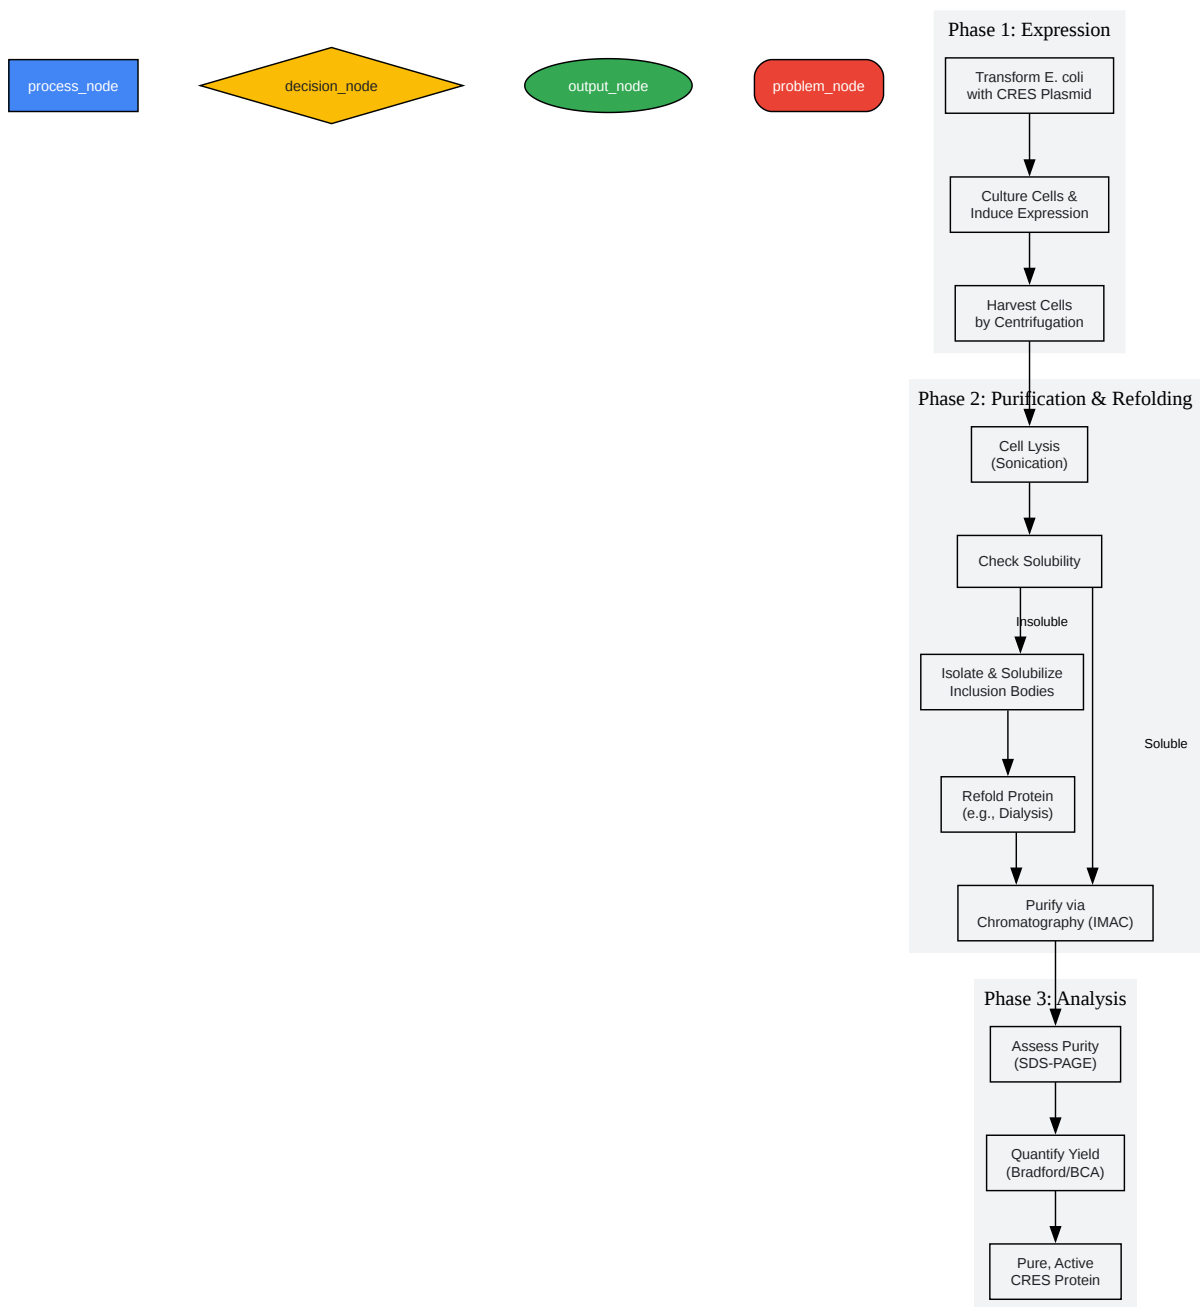 process_node
decision_node
output_node
problem_node
Phase 1: Expression
Transform E. coli
with CRES Plasmid
Culture Cells &
Induce Expression
Harvest Cells
by Centrifugation
Phase 2: Purification & Refolding
Cell Lysis
(Sonication)
Check Solubility
Insoluble
Isolate & Solubilize
Inclusion Bodies
Soluble
Refold Protein
(e.g., Dialysis)
Purify via
Chromatography (IMAC)
Phase 3: Analysis
Assess Purity
(SDS-PAGE)
Quantify Yield
(Bradford/BCA)
Pure, Active
CRES Protein